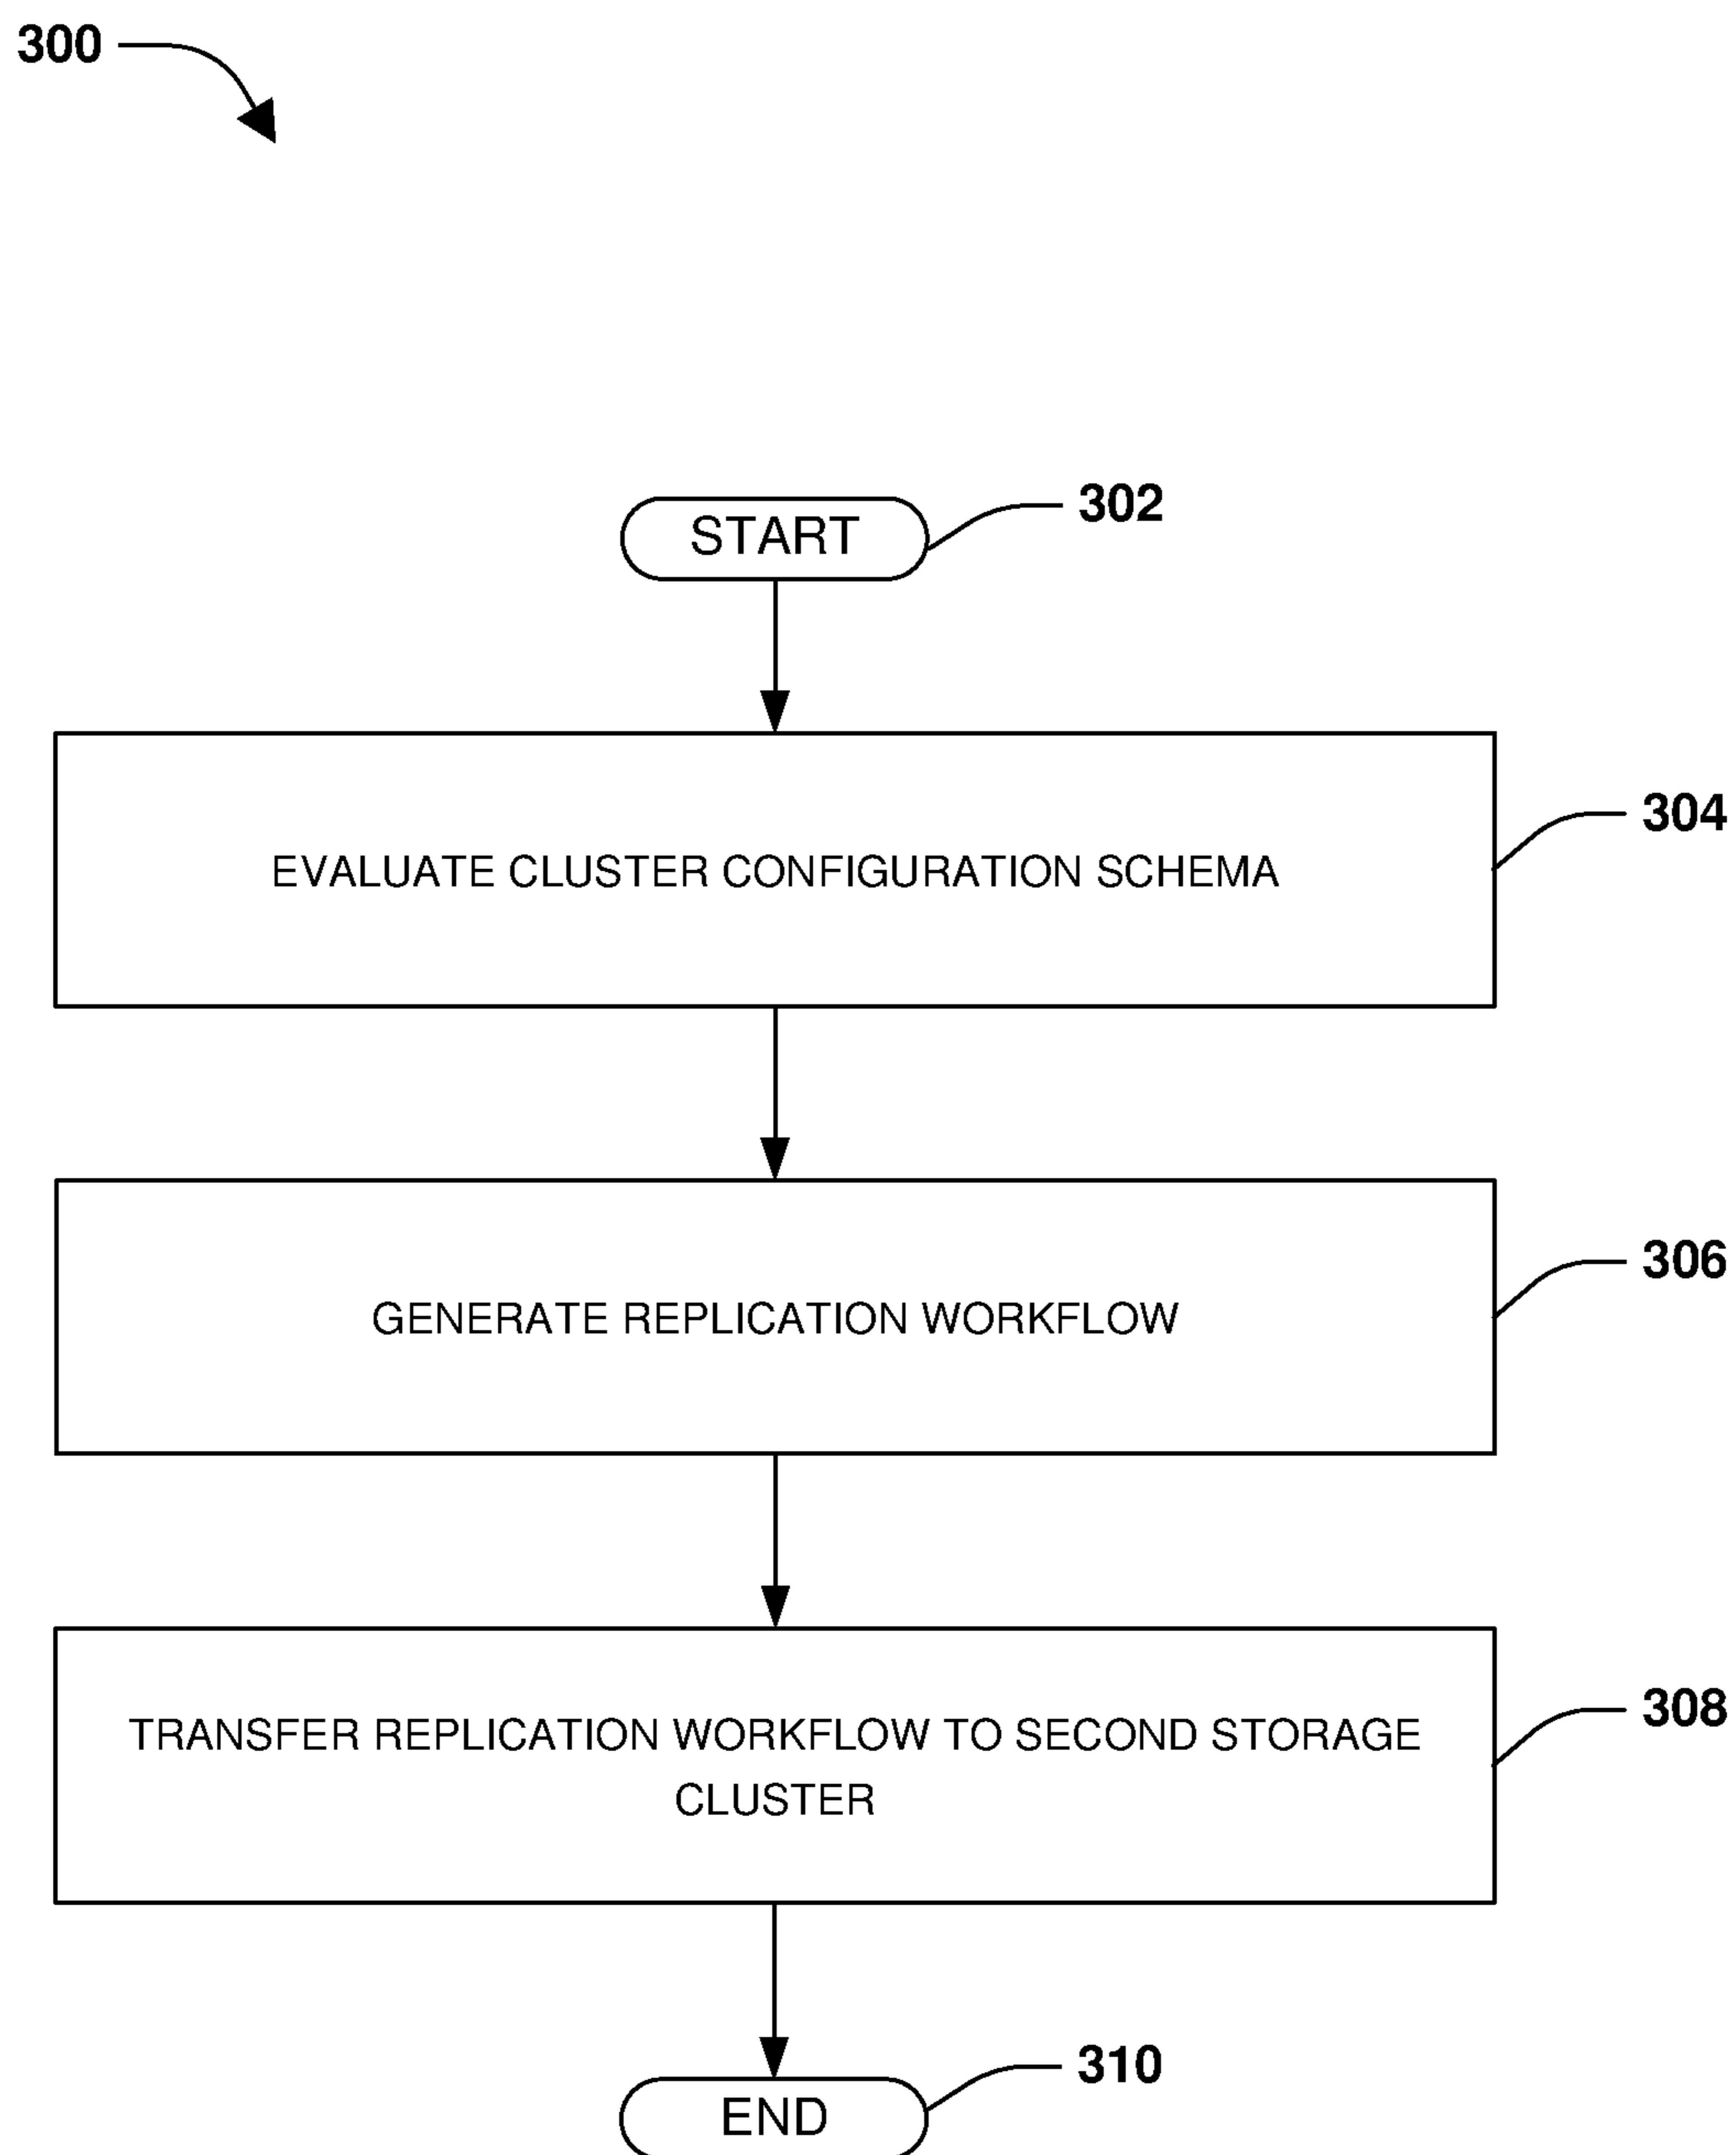 300
START
302
EVALUATE CLUSTER CONFIGURATION SCHEMA
304
GENERATE REPLICATION WORKFLOW
306
TRANSFER REPLICATION WORKFLOW TO SECOND STORAGE
CLUSTER
308
END
310